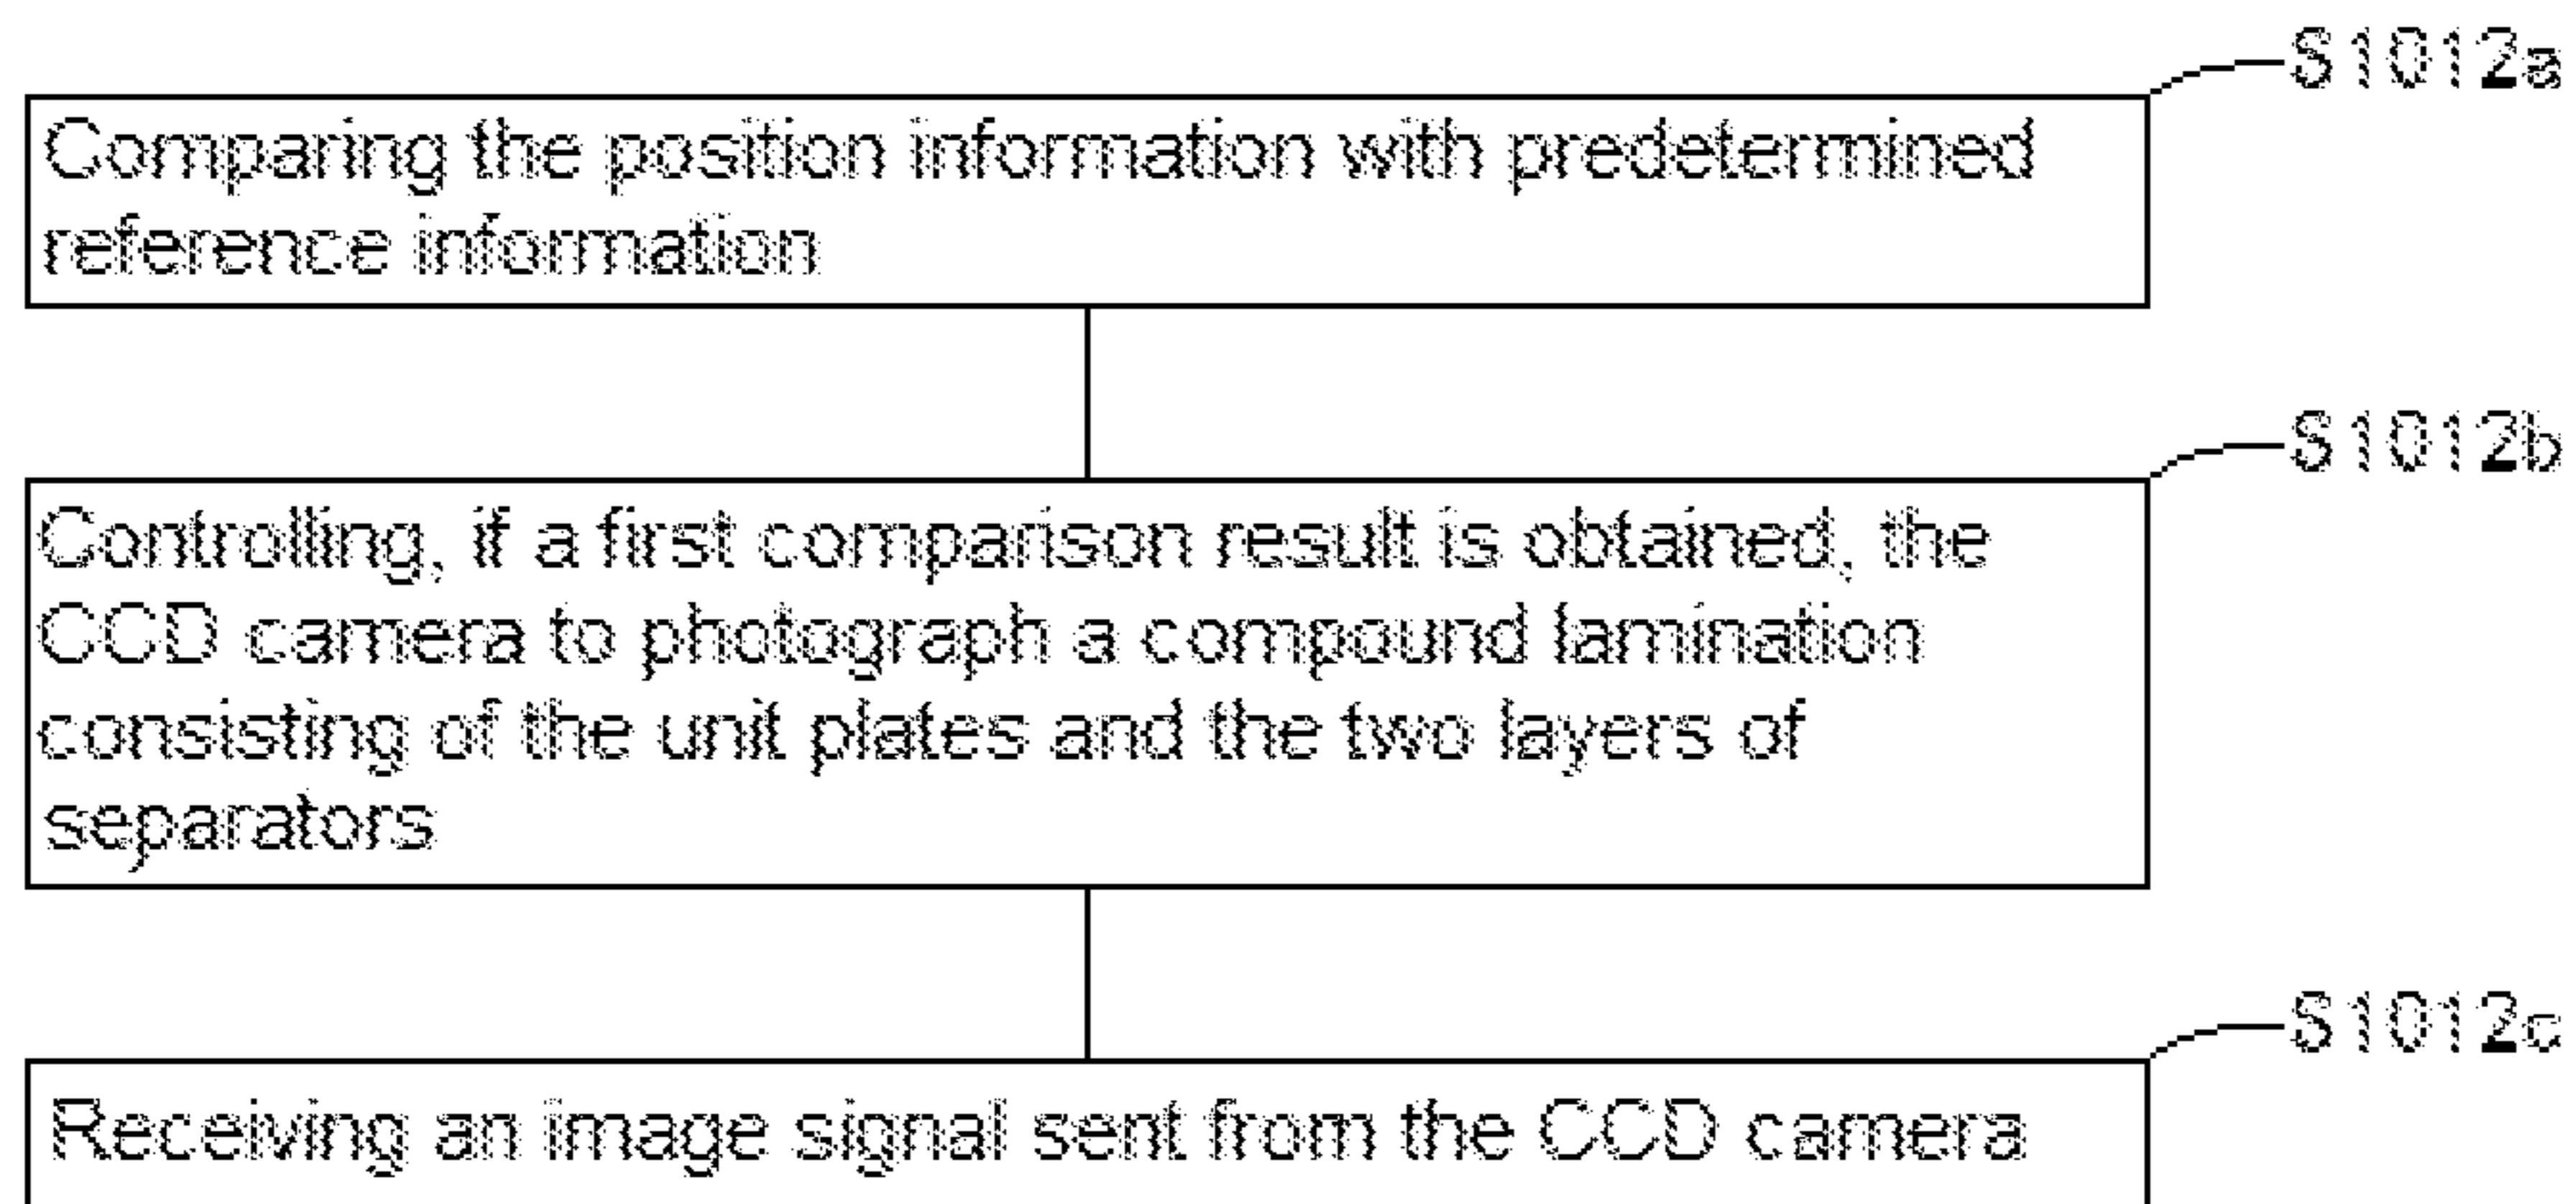 S1012a
Comparing the position information with predetermined
reference information
S1012b
Controlling, if a first comparison result is obtained, the
CCD camera to photograph a compound lamination
consisting of the unit plates and the two layers of
separators
S1012c
Receiving an image signal sent from the CCD camera